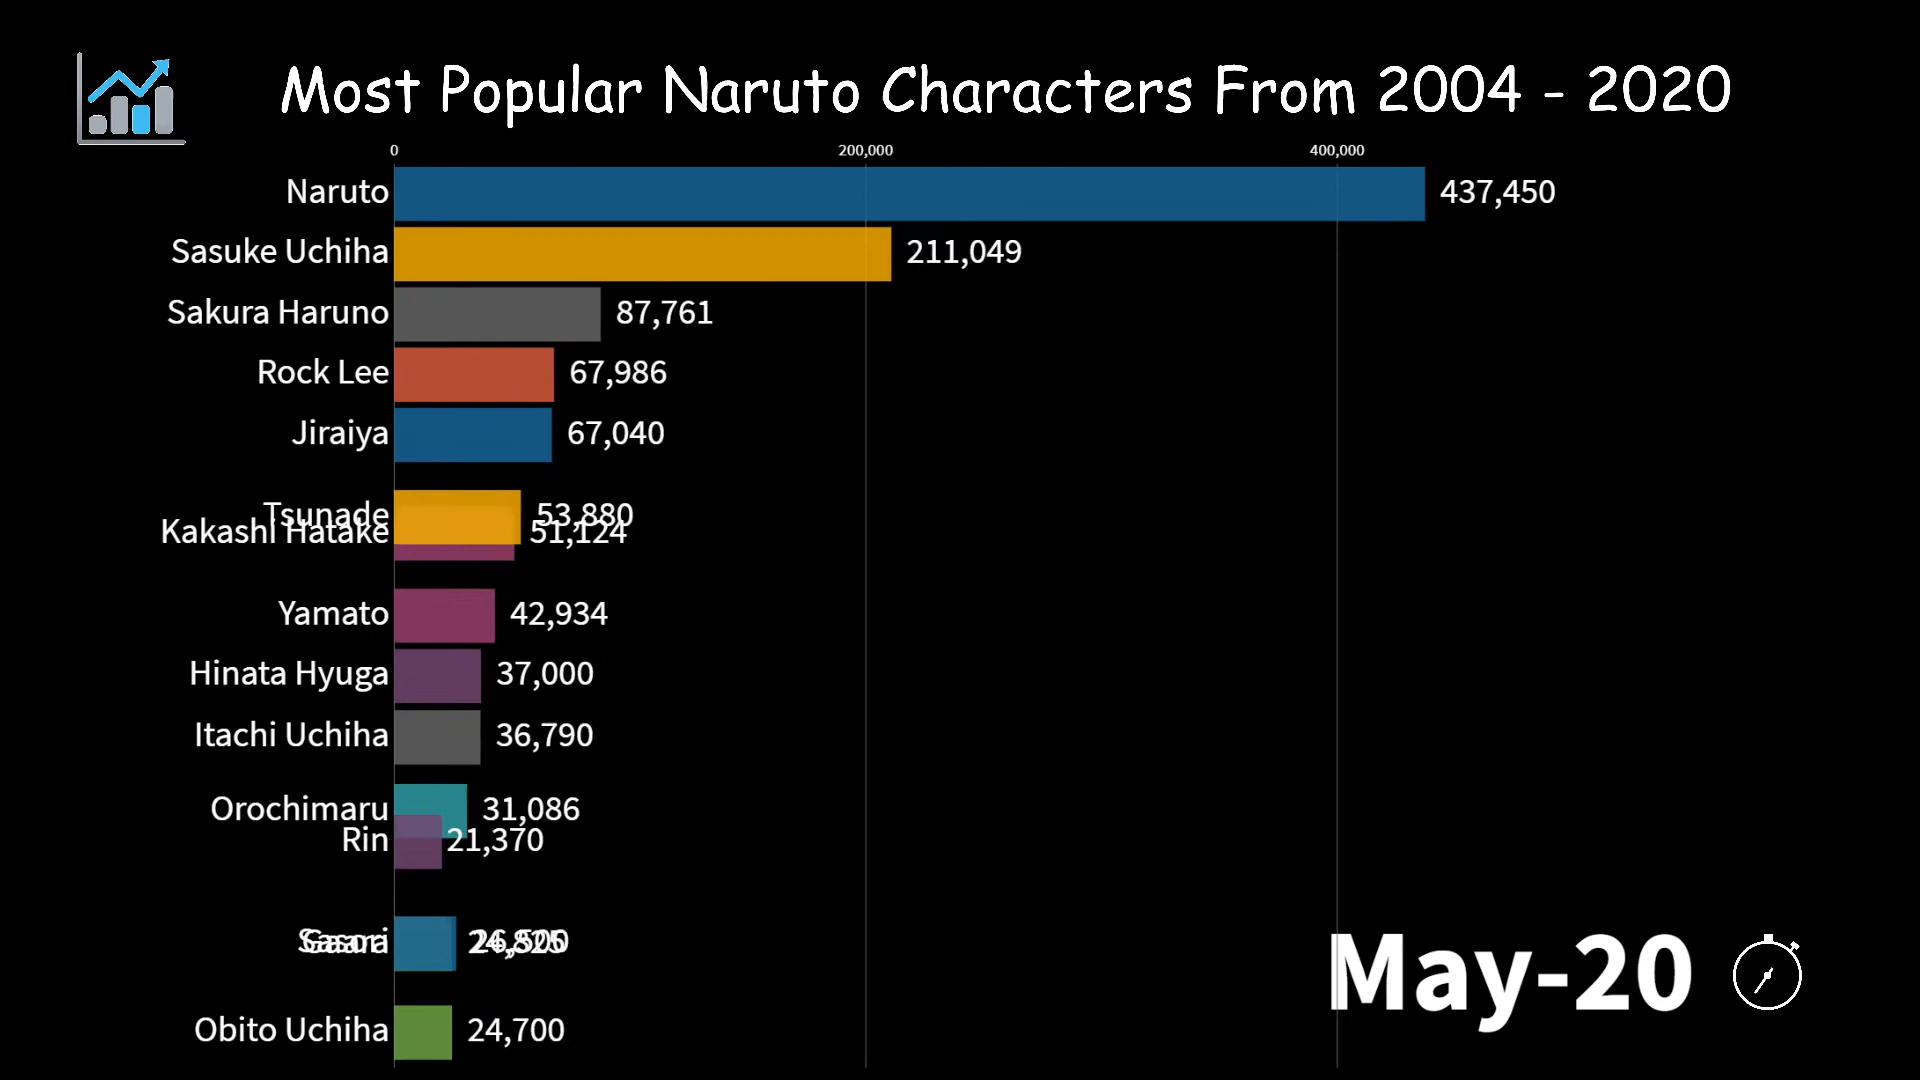 Most Popular Naruto Characters From 2004 - 2020
0 200,000 400,000
Naruto 437,450
Sasuke Uchiha 211,049
Sakura Haruno 87,761
Rock Lee 67,986
Jiraiya 67,040
Tsunade 53,880
Kakashi Hatake 51,124
Yamato 42,934
Hinata Hyuga 37,000
Itachi Uchiha 36,790
Orochimaru 31,086
Rin 21,370
Obito Uchiha 24,700
May-20